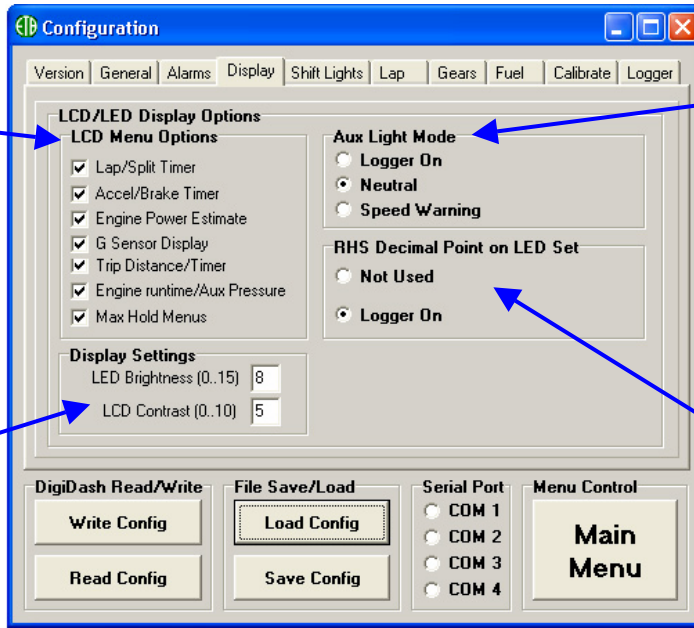 ETB Configuration
Version General Alarms Display Shift Lights Lap Gears Fuel Calibrate Logger
LCD/LED Display Options
LCD Menu Options
Lap/Split Timer
Accel/Brake Timer
Engine Power Estimate
G Sensor Display
Trip Distance/Timer
Engine runtime/Aux Pressure
Max Hold Menus
Aux Light Mode
Logger On
Neutral
Speed Warning
RHS Decimal Point on LED Set
Not Used
Logger On
Display Settings
LED Brightness (0..15) 8
LCD Contrast (0..10) 5
DigiDash Read/Write
Write Config
Read Config
File Save/Load
Load Config
Save Config
Serial Port
COM 1
COM 2
COM 3
COM 4
Menu Control
Main
Menu